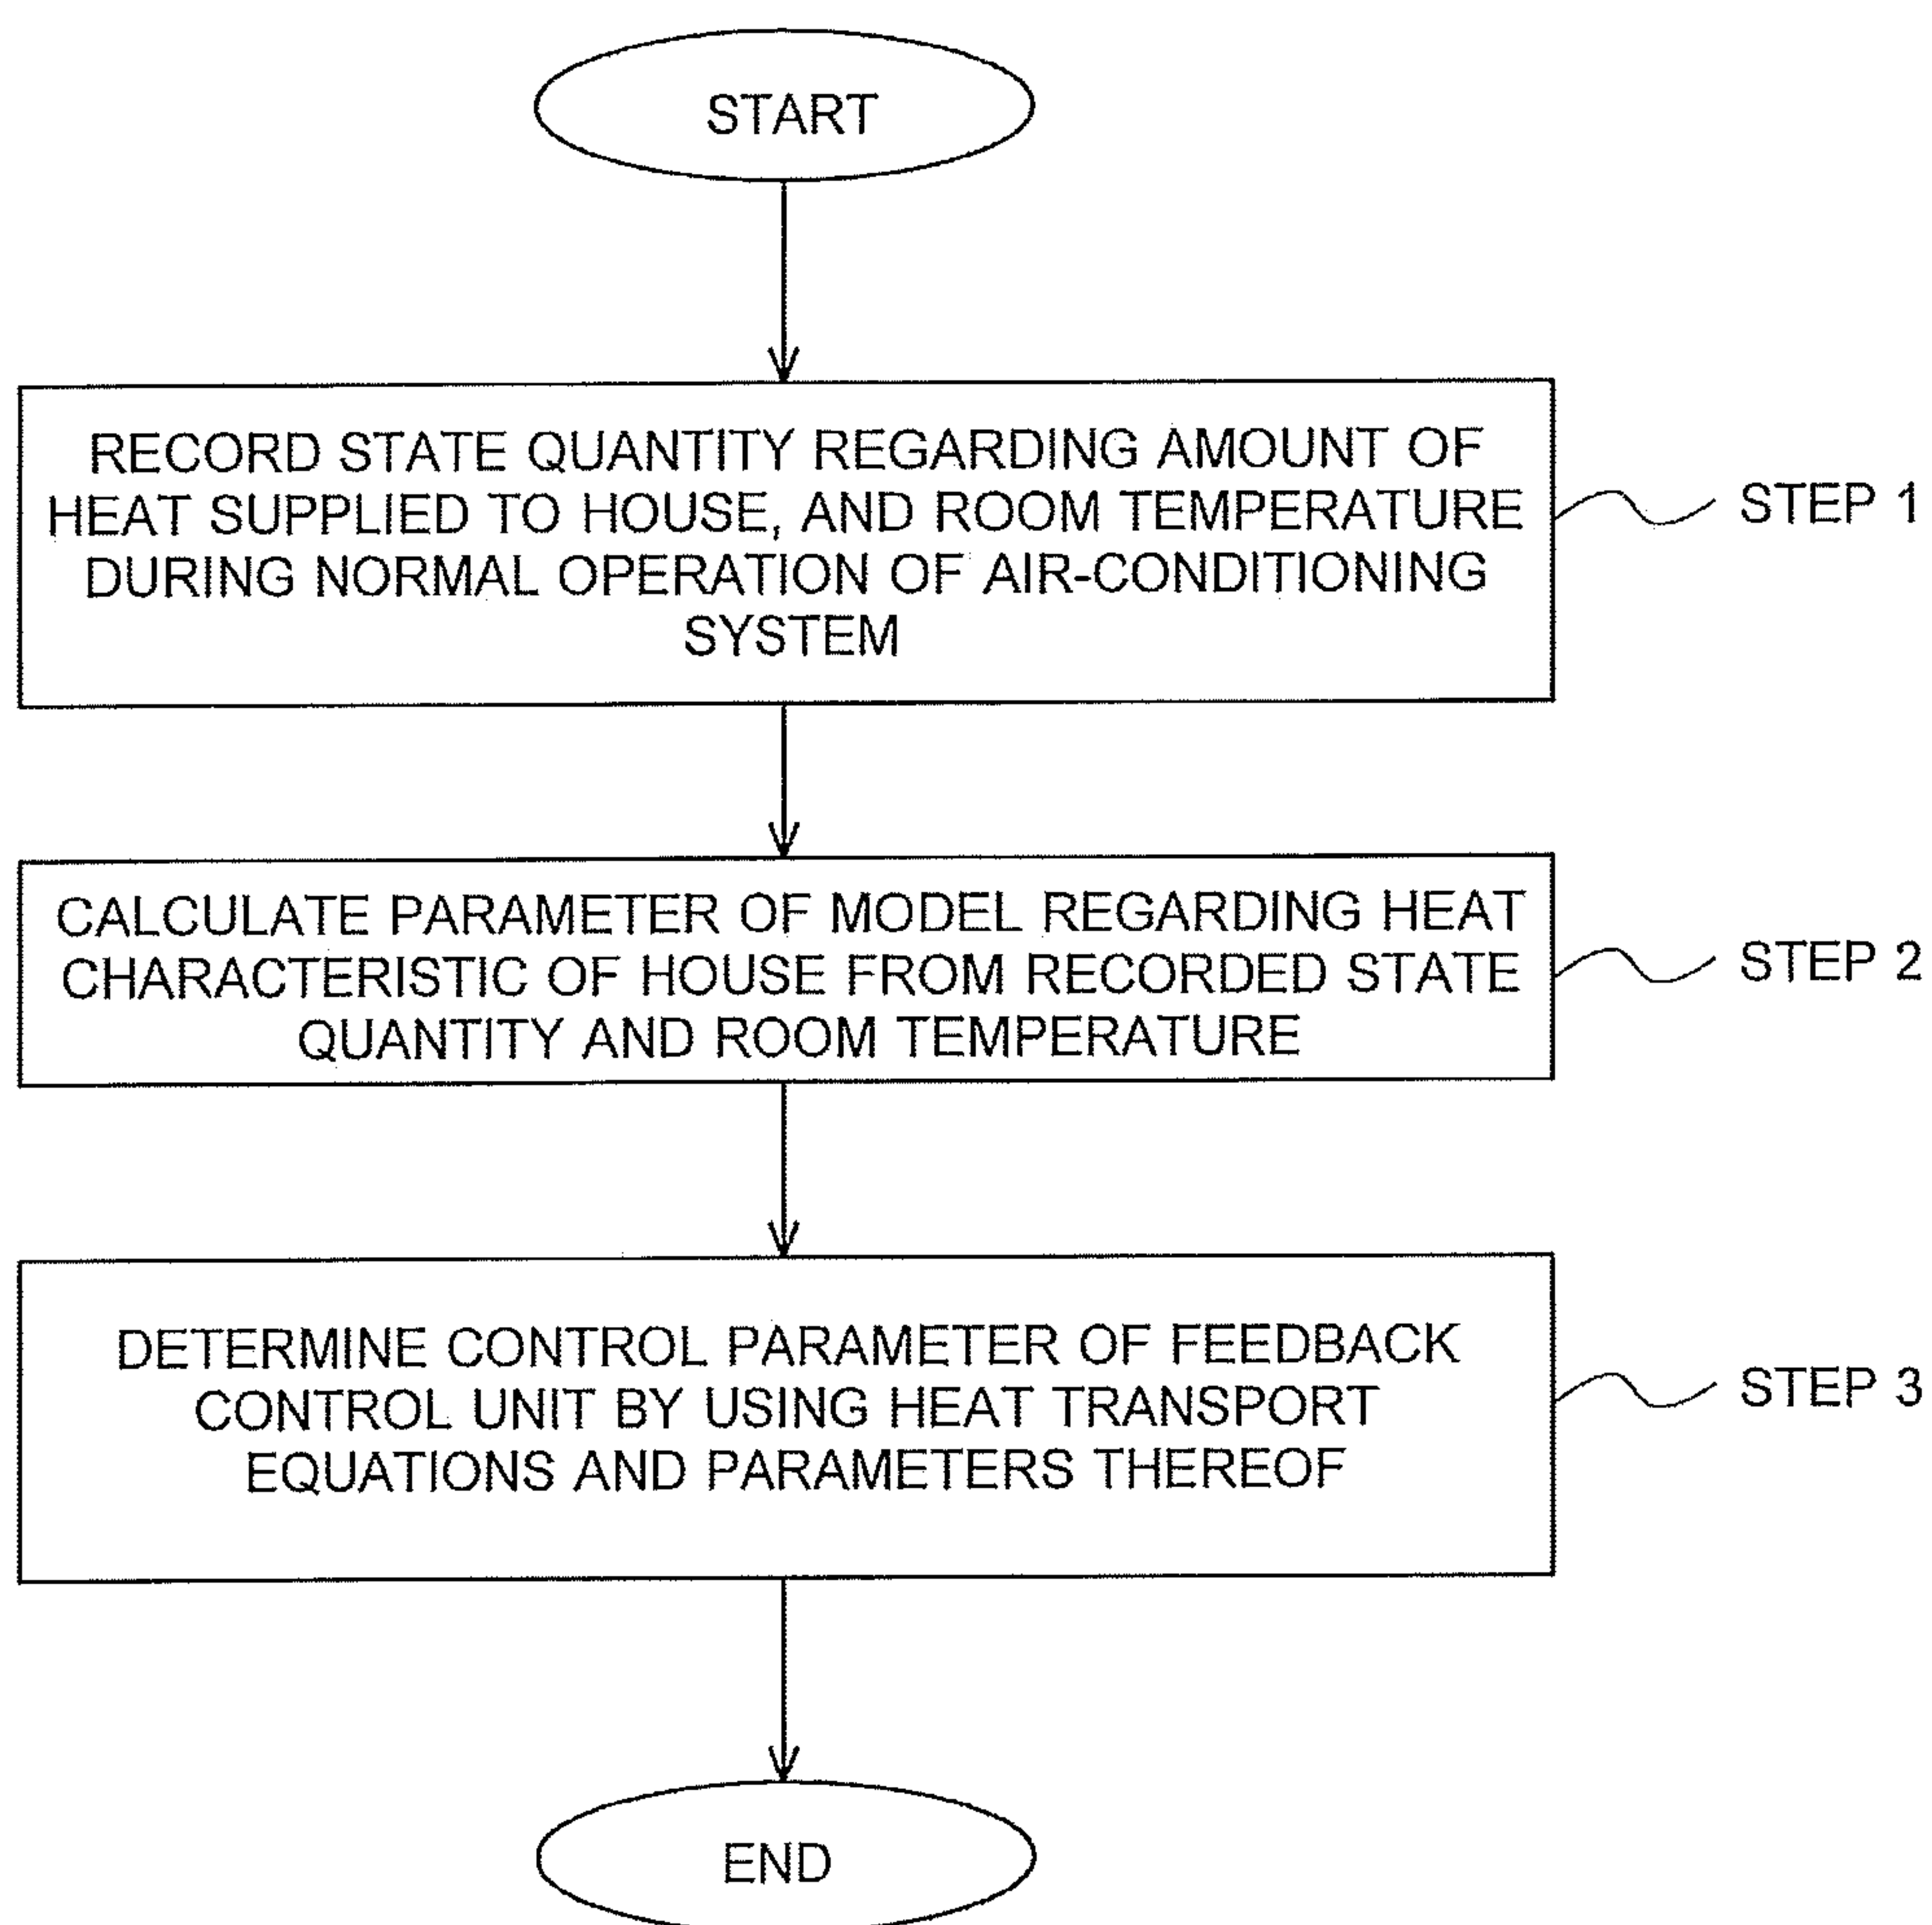 START
RECORD STATE QUANTITY REGARDING AMOUNT OF
HEAT SUPPLIED TO HOUSE, AND ROOM TEMPERATURE
DURING NORMAL OPERATION OF AIR-CONDITIONING
SYSTEM
STEP 1
CALCULATE PARAMETER OF MODEL REGARDING HEAT
CHARACTERISTIC OF HOUSE FROM RECORDED STATE
QUANTITY AND ROOM TEMPERATURE
STEP 2
DETERMINE CONTROL PARAMETER OF FEEDBACK
CONTROL UNIT BY USING HEAT TRANSPORT
EQUATIONS AND PARAMETERS THEREOF
STEP 3
END